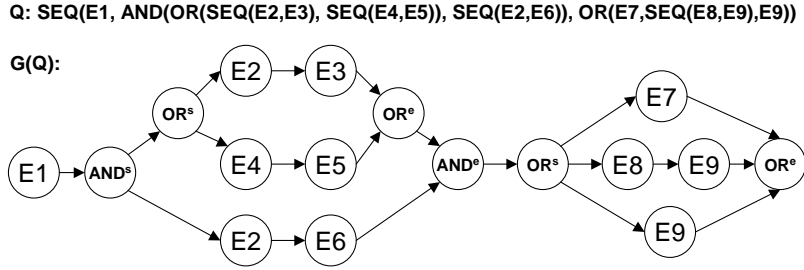 Q: SEQ(E1, AND(OR(SEQ(E2,E3), SEQ(E4,E5)), SEQ(E2,E6)), OR(E7,SEQ(E8,E9),E9))
G(Q):
E2 E3
E7
ORˢ ORᵉ
E1 ANDˢ E4 E5 ANDᵉ ORˢ E8 E9 ORᵉ
E2 E6 E9